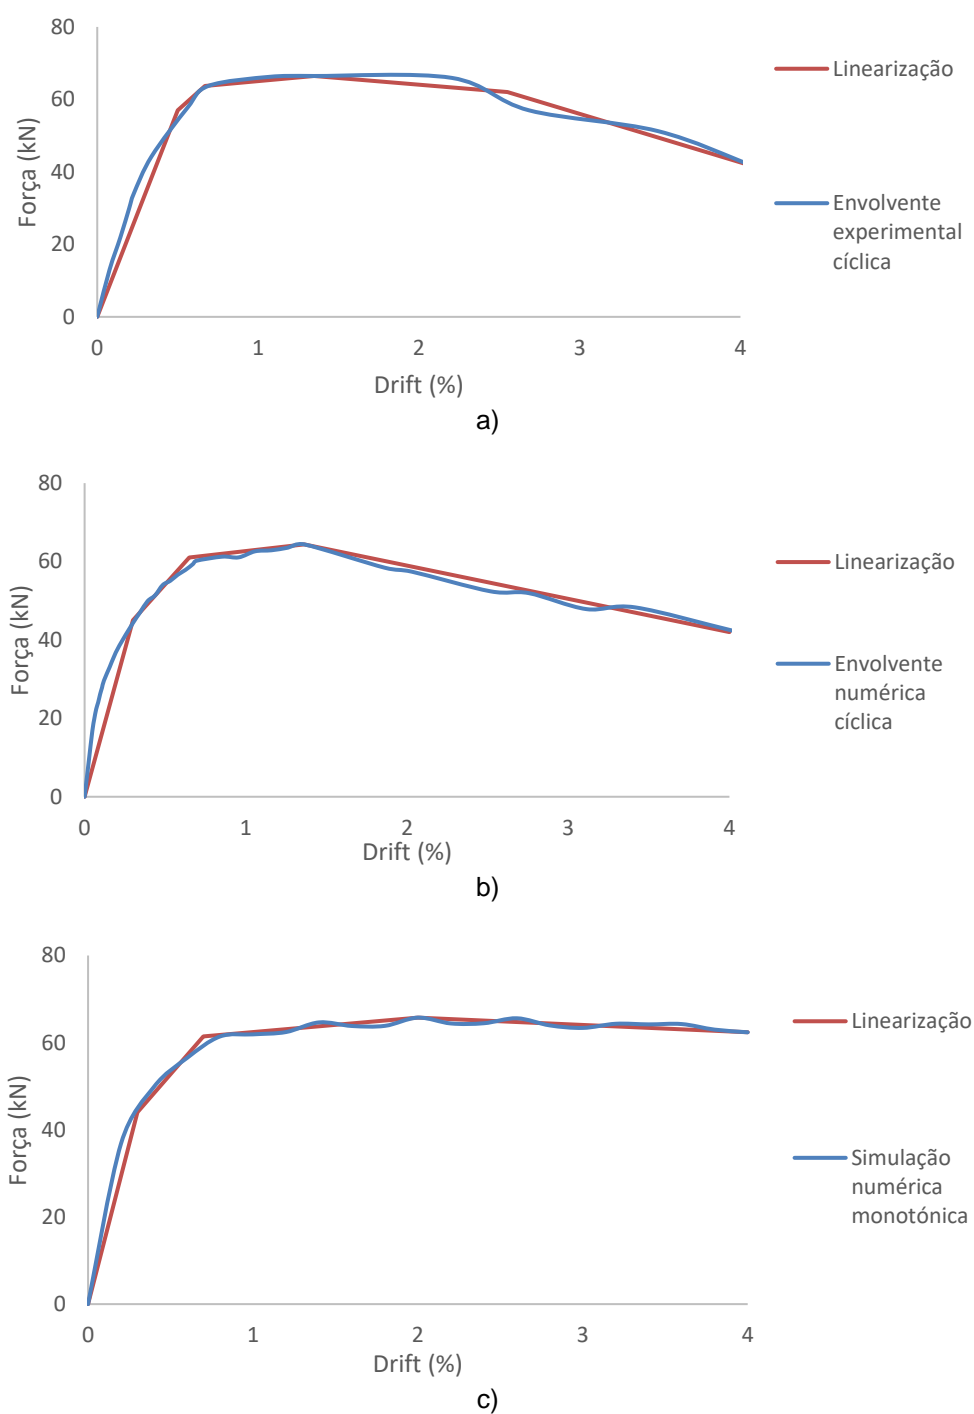 80
60
40
20
0
Força (kN)
0 1 2 3 4
Drift (%)
Linearização
Envolvente
experimental
cíclica
a)
80
60
40
20
0
Força (kN)
0 1 2 3 4
Drift (%)
Linearização
Envolvente
numérica
cíclica
b)
80
60
40
20
0
Força (kN)
0 1 2 3 4
Drift (%)
Linearização
Simulação
numérica
monotónica
c)